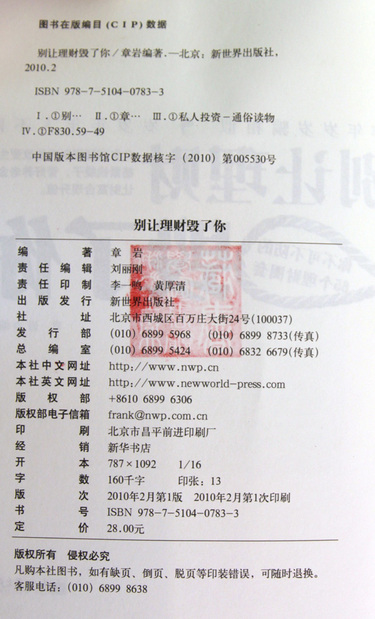 图书在版编目(CIP)数据
别让理财毁了你/章岩编著.—北京：新世界出版社，
2010.2
ISBN 978-7-5104-0783-3
Ⅰ.①别… Ⅱ.①章… Ⅲ.①私人投资-通俗读物
Ⅳ.①F830.59-49
中国版本图书馆CIP数据核字（2010）第005530号
别让理财毁了你
编 著 章 岩
责任编辑 刘丽刚
责任印制 李一鸣 黄厚清
出版发行 新世界出版社
社 址 北京市西城区百万庄大街24号(100037)
发 行 部 (010) 6899 5968 (010) 6899 8733(传真)
总 编 室 (010) 6899 5424 (010) 6832 6679(传真)
本社中文网址 http://www.nwp.cn
本社英文网址 http://www.newworld-press.com
版 权 部 +8610 6899 6306
版权部电子信箱 frank@nwp.com.cn
印 刷 北京市昌平前进印刷厂
经 销 新华书店
开 本 787×1092 1/16
字 数 160千字 印张：13
版 次 2010年2月第1版 2010年2月第1次印刷
书 号 ISBN 978-7-5104-0783-3
定 价 28.00元
版权所有 侵权必究
凡购本社图书，如有缺页、倒页、脱页等印装错误，可随时退换。
客服电话：(010) 6899 8638